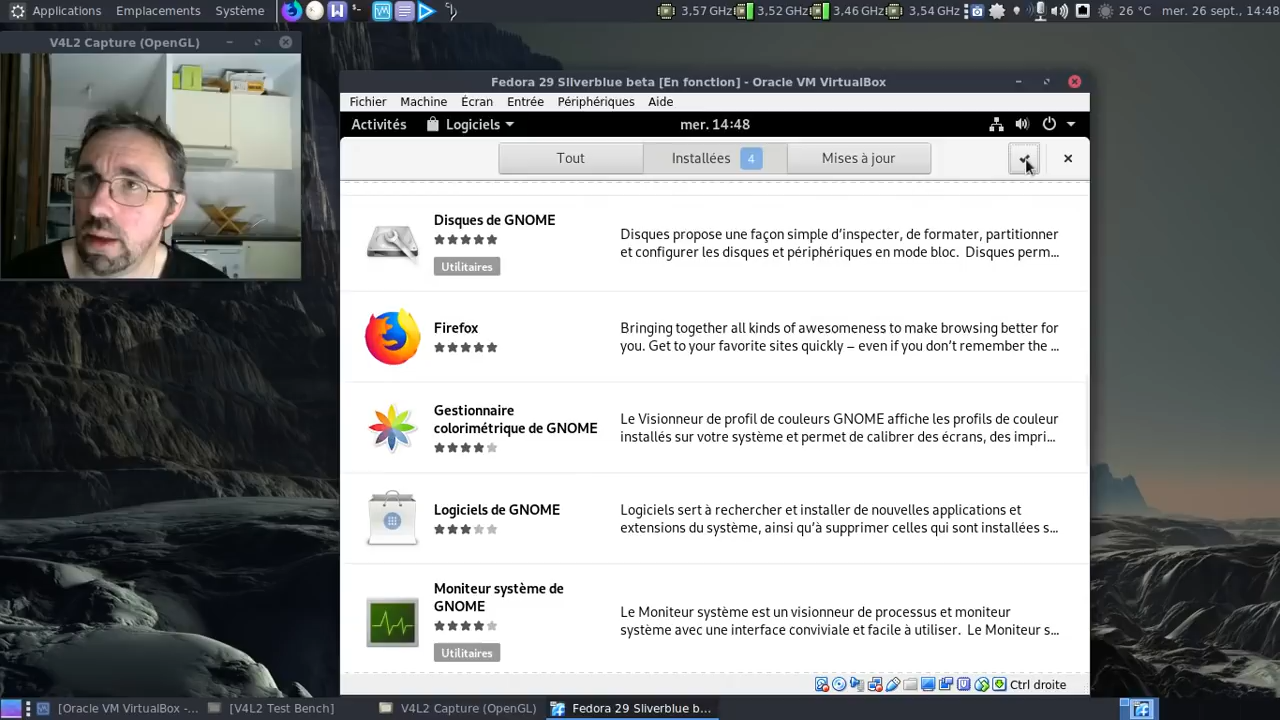 Applications Emplacements Système 3,57 GHz 3,52 GHz 3,46 GHz 3,54 GHz 26 °C mer. 26 sept., 14:48
V4L2 Capture (OpenGL)
Fedora 29 Silverblue beta [En fonction] - Oracle VM VirtualBox
Fichier Machine Écran Entrée Périphériques Aide
Activités Logiciels mer. 14:48
Tout Installées 4 Mises à jour
Disques de GNOME
Utilitaires
Disques propose une façon simple d’inspecter, de formater, partitionner
et configurer les disques et périphériques en mode bloc. Disques perm…
Firefox
Bringing together all kinds of awesomeness to make browsing better for
you. Get to your favorite sites quickly – even if you don’t remember the …
Gestionnaire
colorimétrique de GNOME
Le Visionneur de profil de couleurs GNOME affiche les profils de couleur
installés sur votre système et permet de calibrer des écrans, des impri…
Logiciels de GNOME
Logiciels sert à rechercher et installer de nouvelles applications et
extensions du système, ainsi qu’à supprimer celles qui sont installées s…
Moniteur système de
GNOME
Utilitaires
Le Moniteur système est un visionneur de processus et moniteur
système avec une interface conviviale et facile à utiliser. Le Moniteur s…
Ctrl droite
[Oracle VM VirtualBox -... [V4L2 Test Bench] V4L2 Capture (OpenGL) Fedora 29 Silverblue b...